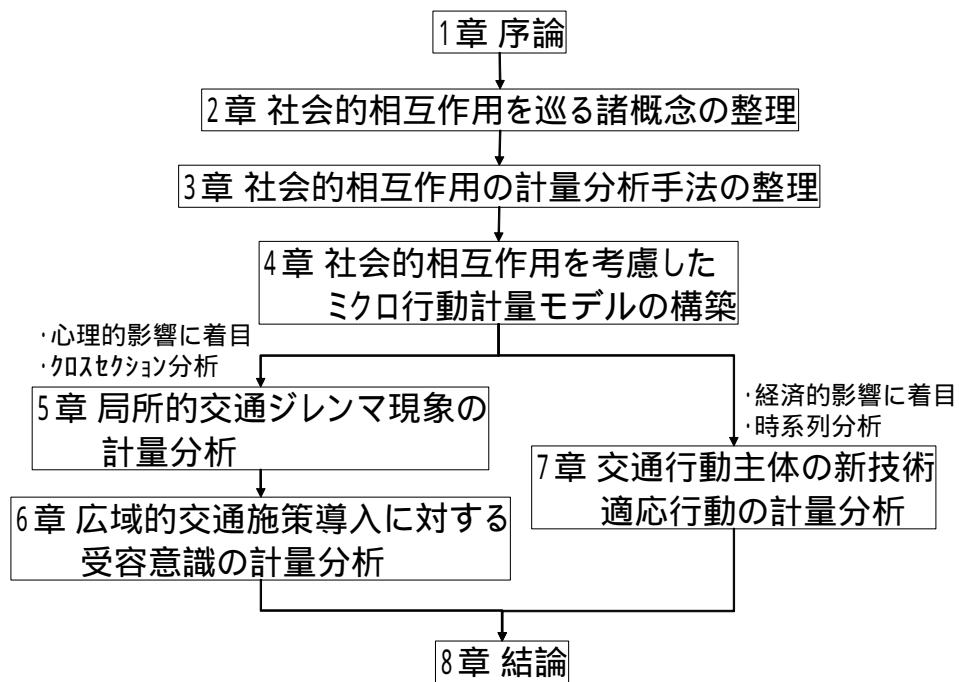 1章 序論
2章 社会的相互作用を巡る諸概念の整理
3章 社会的相互作用の計量分析手法の整理
4章 社会的相互作用を考慮した
ミクロ行動計量モデルの構築
・心理的影響に着目
・クロスセクション分析
5章 局所的交通ジレンマ現象の
計量分析
6章 広域的交通施策導入に対する
受容意識の計量分析
・経済的影響に着目
・時系列分析
7章 交通行動主体の新技術
適応行動の計量分析
8章 結論